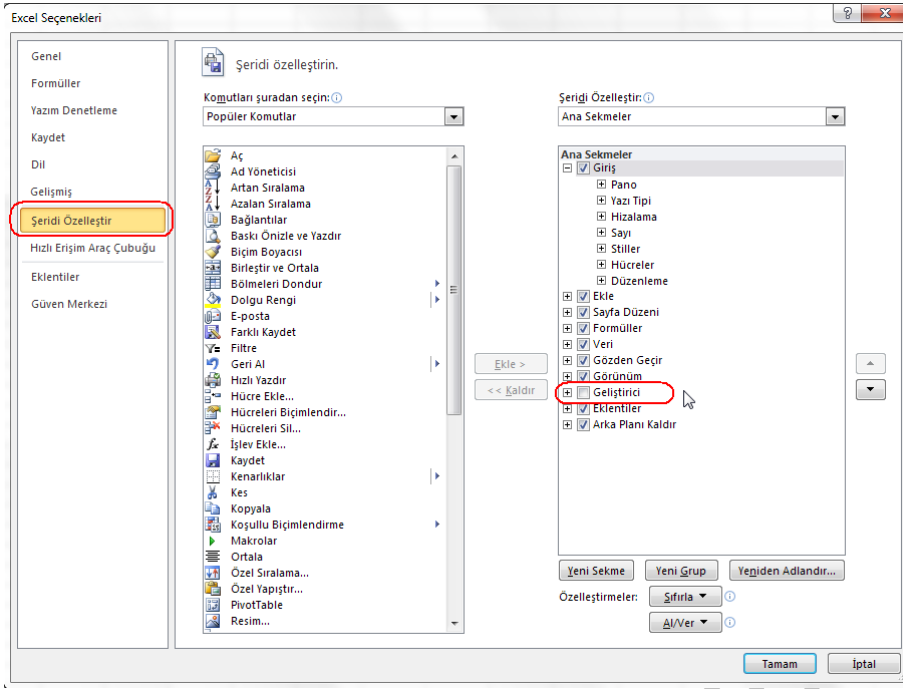 Excel Seçenekleri
Genel
Formüller
Yazım Denetleme
Kaydet
Dil
Gelişmiş
Şeridi Özelleştir
Hızlı Erişim Araç Çubuğu
Eklentiler
Güven Merkezi
Şeridi özelleştirin.
Komutları şuradan seçin:
Popüler Komutlar
Aç
Ad Yöneticisi
Artan Sıralama
Azalan Sıralama
Bağlantılar
Baskı Önizle ve Yazdır
Biçim Boyacısı
Birleştir ve Ortala
Bölmeleri Dondur
Dolgu Rengi
E-posta
Farklı Kaydet
Filtre
Geri Al
Hızlı Yazdır
Hücre Ekle...
Hücreleri Biçimlendir...
Hücreleri Sil...
İşlev Ekle...
Kaydet
Kenarlıklar
Kes
Kopyala
Koşullu Biçimlendirme
Makrolar
Ortala
Özel Sıralama...
Özel Yapıştır...
PivotTable
Resim...
Ekle >
<< Kaldır
Şeridi Özelleştir:
Ana Sekmeler
Ana Sekmeler
Giriş
Pano
Yazı Tipi
Hizalama
Sayı
Stiller
Hücreler
Düzenleme
Ekle
Sayfa Düzeni
Formüller
Veri
Gözden Geçir
Görünüm
Geliştirici
Eklentiler
Arka Planı Kaldır
Yeni Sekme Yeni Grup Yeniden Adlandır...
Özelleştirmeler: Sıfırla
Al/Ver
Tamam İptal